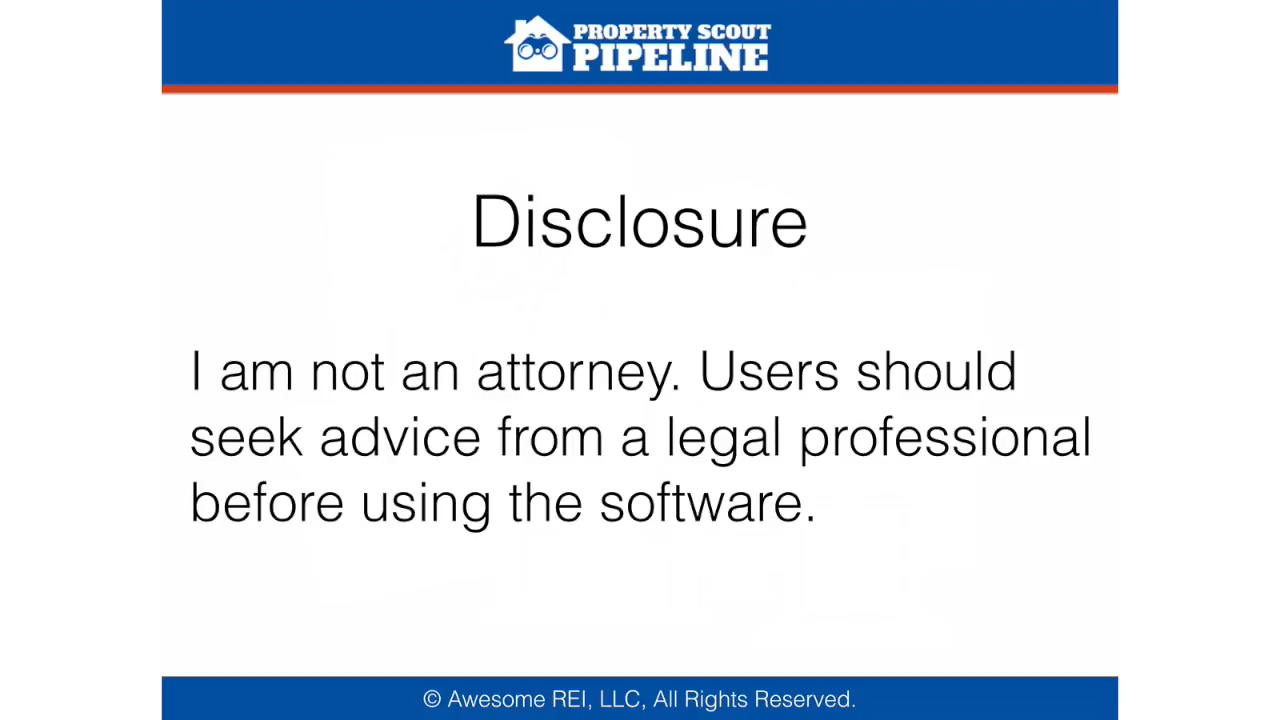 PROPERTY SCOUT
PIPELINE
Disclosure
I am not an attorney. Users should
seek advice from a legal professional
before using the software.
© Awesome REI, LLC, All Rights Reserved.